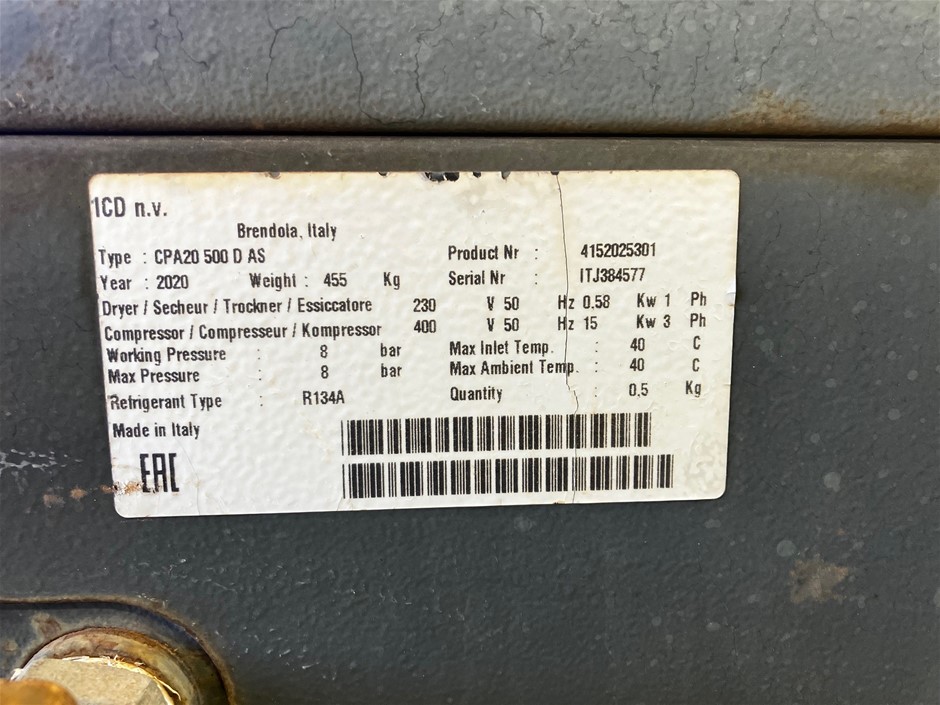 1CD n.v.
Brendola, Italy
Type : CPA20 500 D AS Product Nr : 4152025301
Year : 2020 Weight : 455 Kg Serial Nr : ITJ384577
Dryer / Secheur / Trockner / Essiccatore 230 V 50 Hz 0.58 Kw 1 Ph
Compressor / Compresseur / Kompressor 400 V 50 Hz 15 Kw 3 Ph
Working Pressure : 8 bar Max Inlet Temp. : 40 C
Max Pressure : 8 bar Max Ambient Temp. : 40 C
Refrigerant Type : R134A Quantity : 0,5 Kg
Made in Italy
EAC